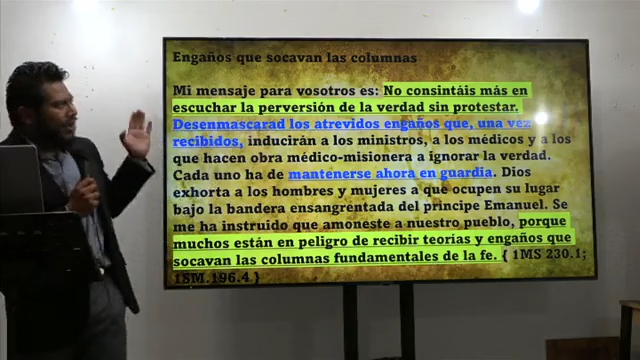 Engaños que socavan las columnas
Mi mensaje para vosotros es: No consintáis más en
escuchar la perversión de la verdad sin protestar.
Desenmascarad los atrevidos engaños que, una vez
recibidos, inducirán a los ministros, a los médicos y a los
que hacen obra médico-misionera a ignorar la verdad.
Cada uno ha de mantenerse ahora en guardia. Dios
exhorta a los hombres y mujeres a que ocupen su lugar
bajo la bandera ensangrentada del príncipe Emanuel. Se
me ha instruido que amoneste a nuestro pueblo, porque
muchos están en peligro de recibir teorías y engaños que
socavan las columnas fundamentales de la fe. { 1MS 230.1;
1SM.196.4 }